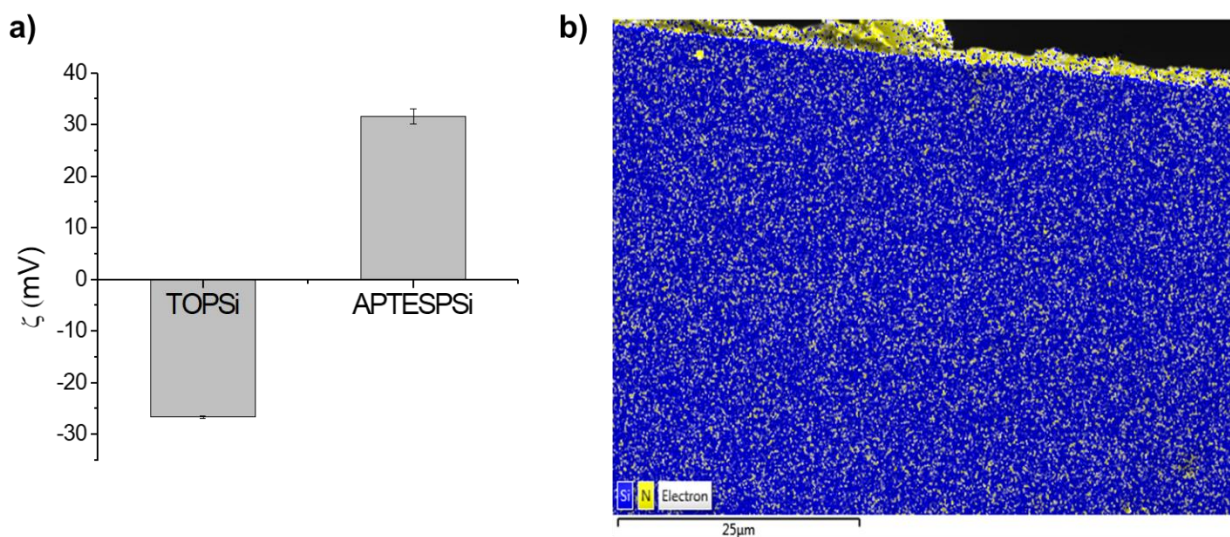 a)
40
30
20
10
0
-10
-20
-30
ζ (mV)
TOPSi
APTESPSi
b)
Si N Electron
25μm